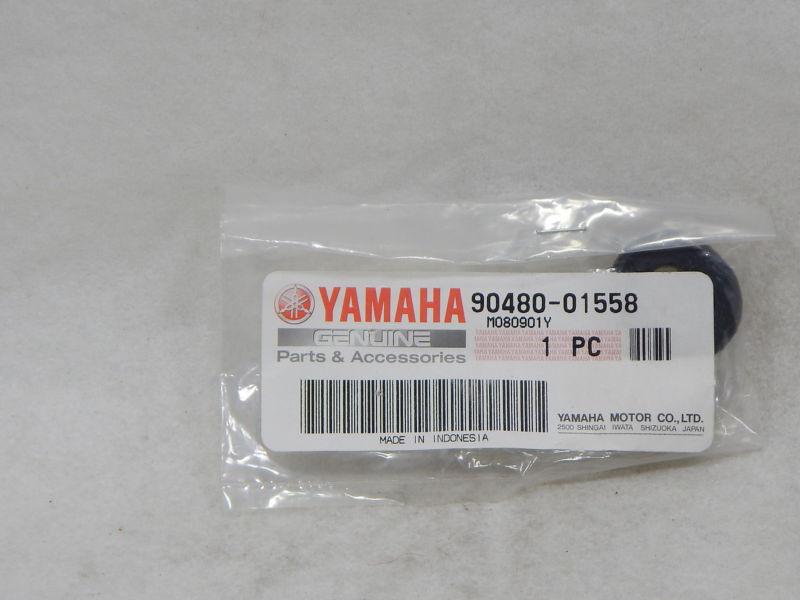 YAMAHA 90480-01558
M080901Y
GENUINE
Parts & Accessories
1 PC
YAMAHA MOTOR CO.,LTD.
2500 SHINGAI IWATA SHIZUOKA JAPAN
MADE IN INDONESIA